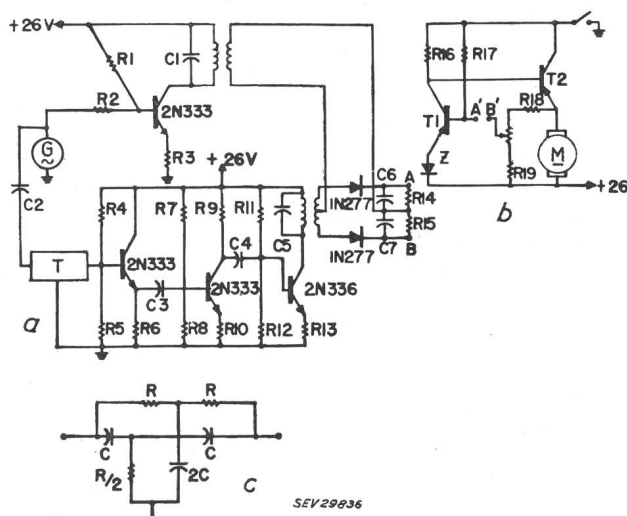 +26V
R1
C1
R2
2N333
G
R3
C2
+26V
R4
R7
R9
R11
C5
1N277
C6
A
R14
R15
C7
B
1N277
T
2N333
C3
C4
2N333
2N336
a
R5
R6
R8
R10
R12
R13
R16
R17
T2
T1
A'
B'
R18
Z
R19
M
+26
b
R
R
C
C
R/2
2C
c
SEV29836